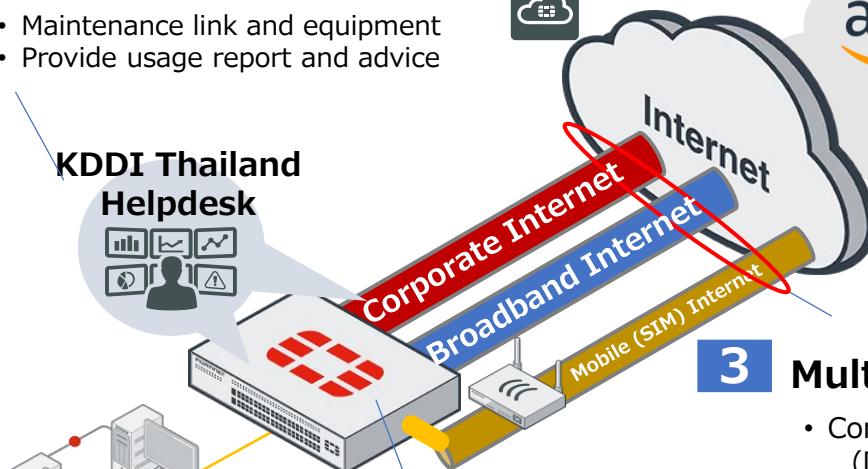 • Maintenance link and equipment
• Provide usage report and advice
a
Internet
KDDI Thailand
Helpdesk
Corporate Internet
Broadband Internet
Mobile (SIM) Internet
3
Mult
• Cor